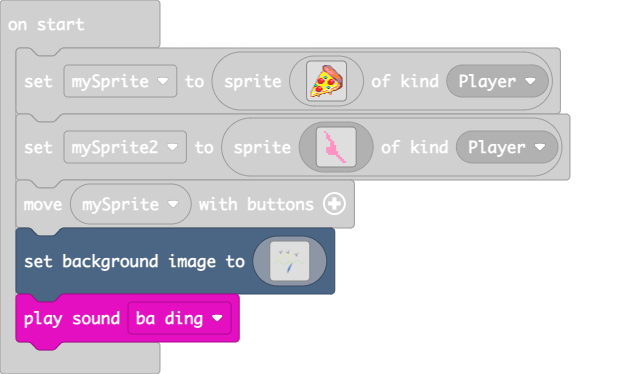 on start
set mySprite to sprite of kind Player
set mySprite2 to sprite of kind Player
move mySprite with buttons
set background image to
play sound ba ding